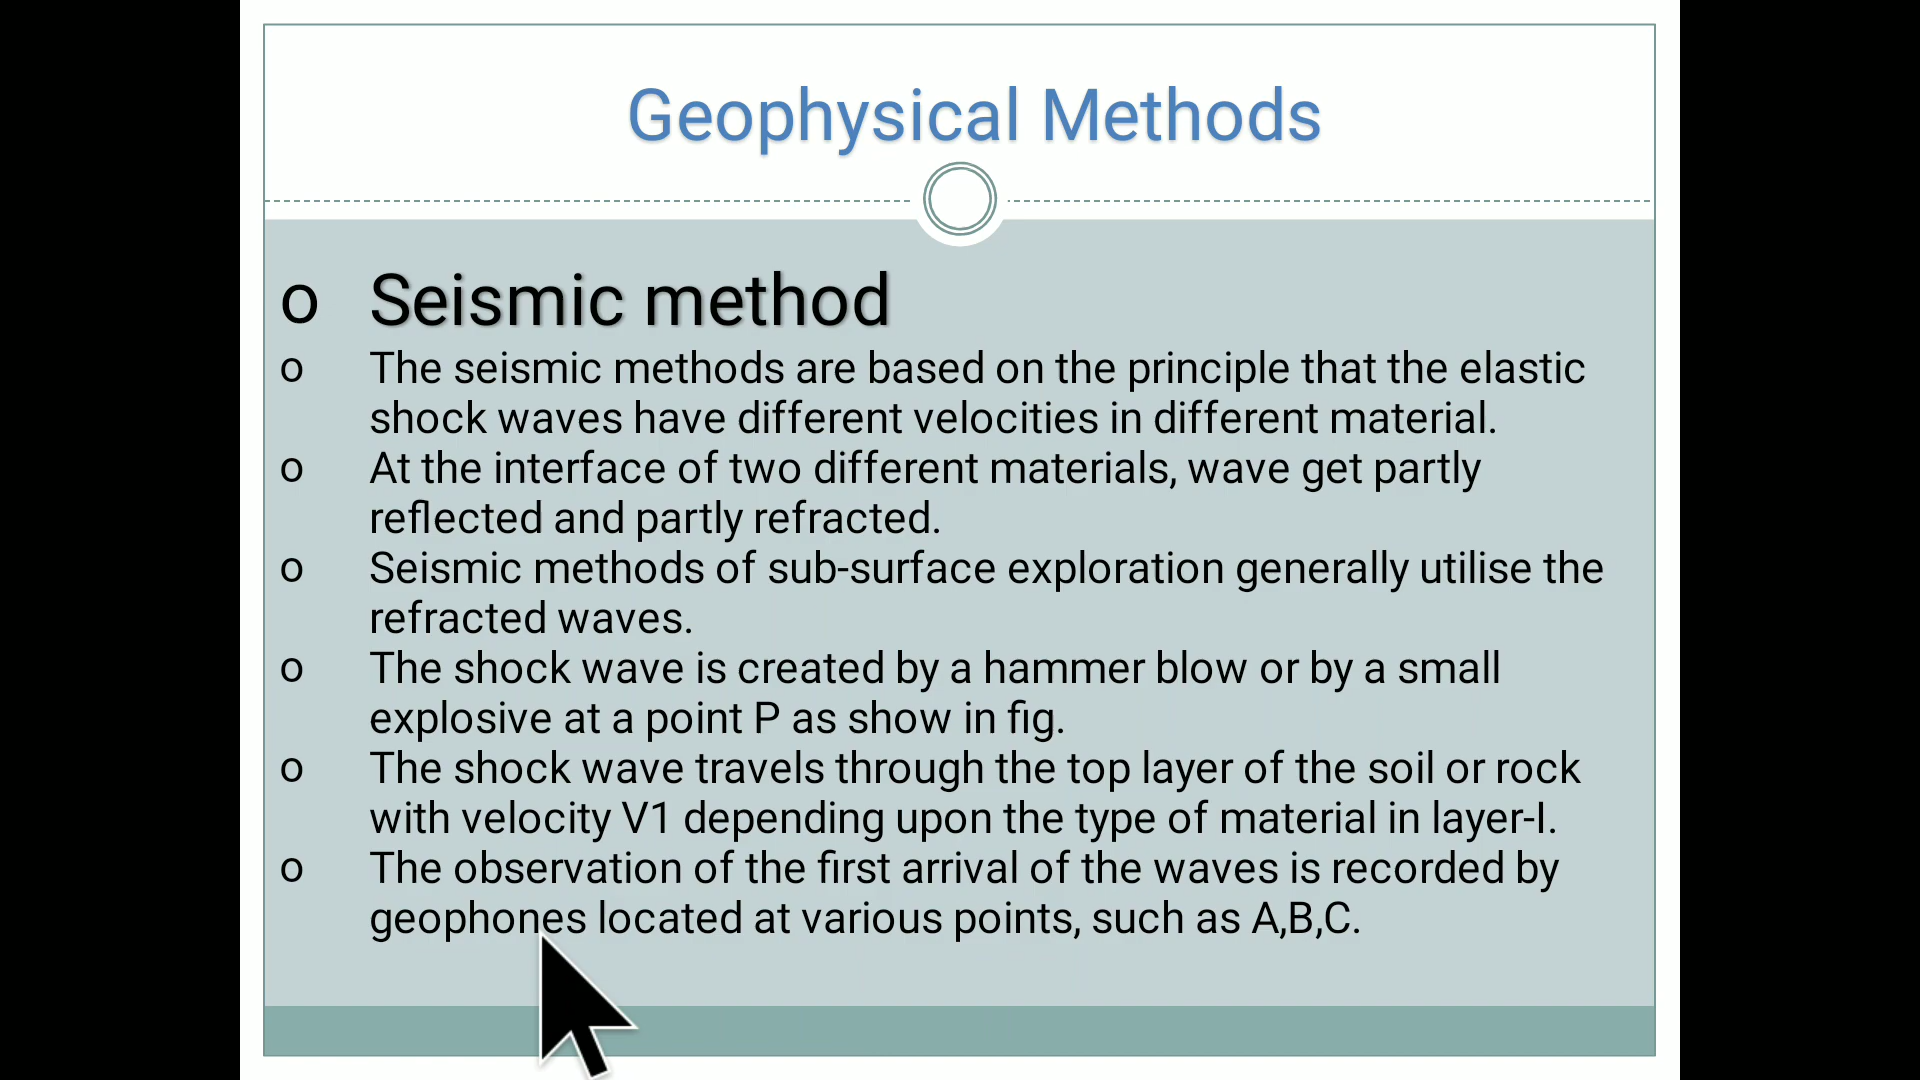 Geophysical Methods
o Seismic method
o The seismic methods are based on the principle that the elastic
shock waves have different velocities in different material.
o At the interface of two different materials, wave get partly
reflected and partly refracted.
o Seismic methods of sub-surface exploration generally utilise the
refracted waves.
o The shock wave is created by a hammer blow or by a small
explosive at a point P as show in fig.
o The shock wave travels through the top layer of the soil or rock
with velocity V1 depending upon the type of material in layer-I.
o The observation of the first arrival of the waves is recorded by
geophones located at various points, such as A,B,C.